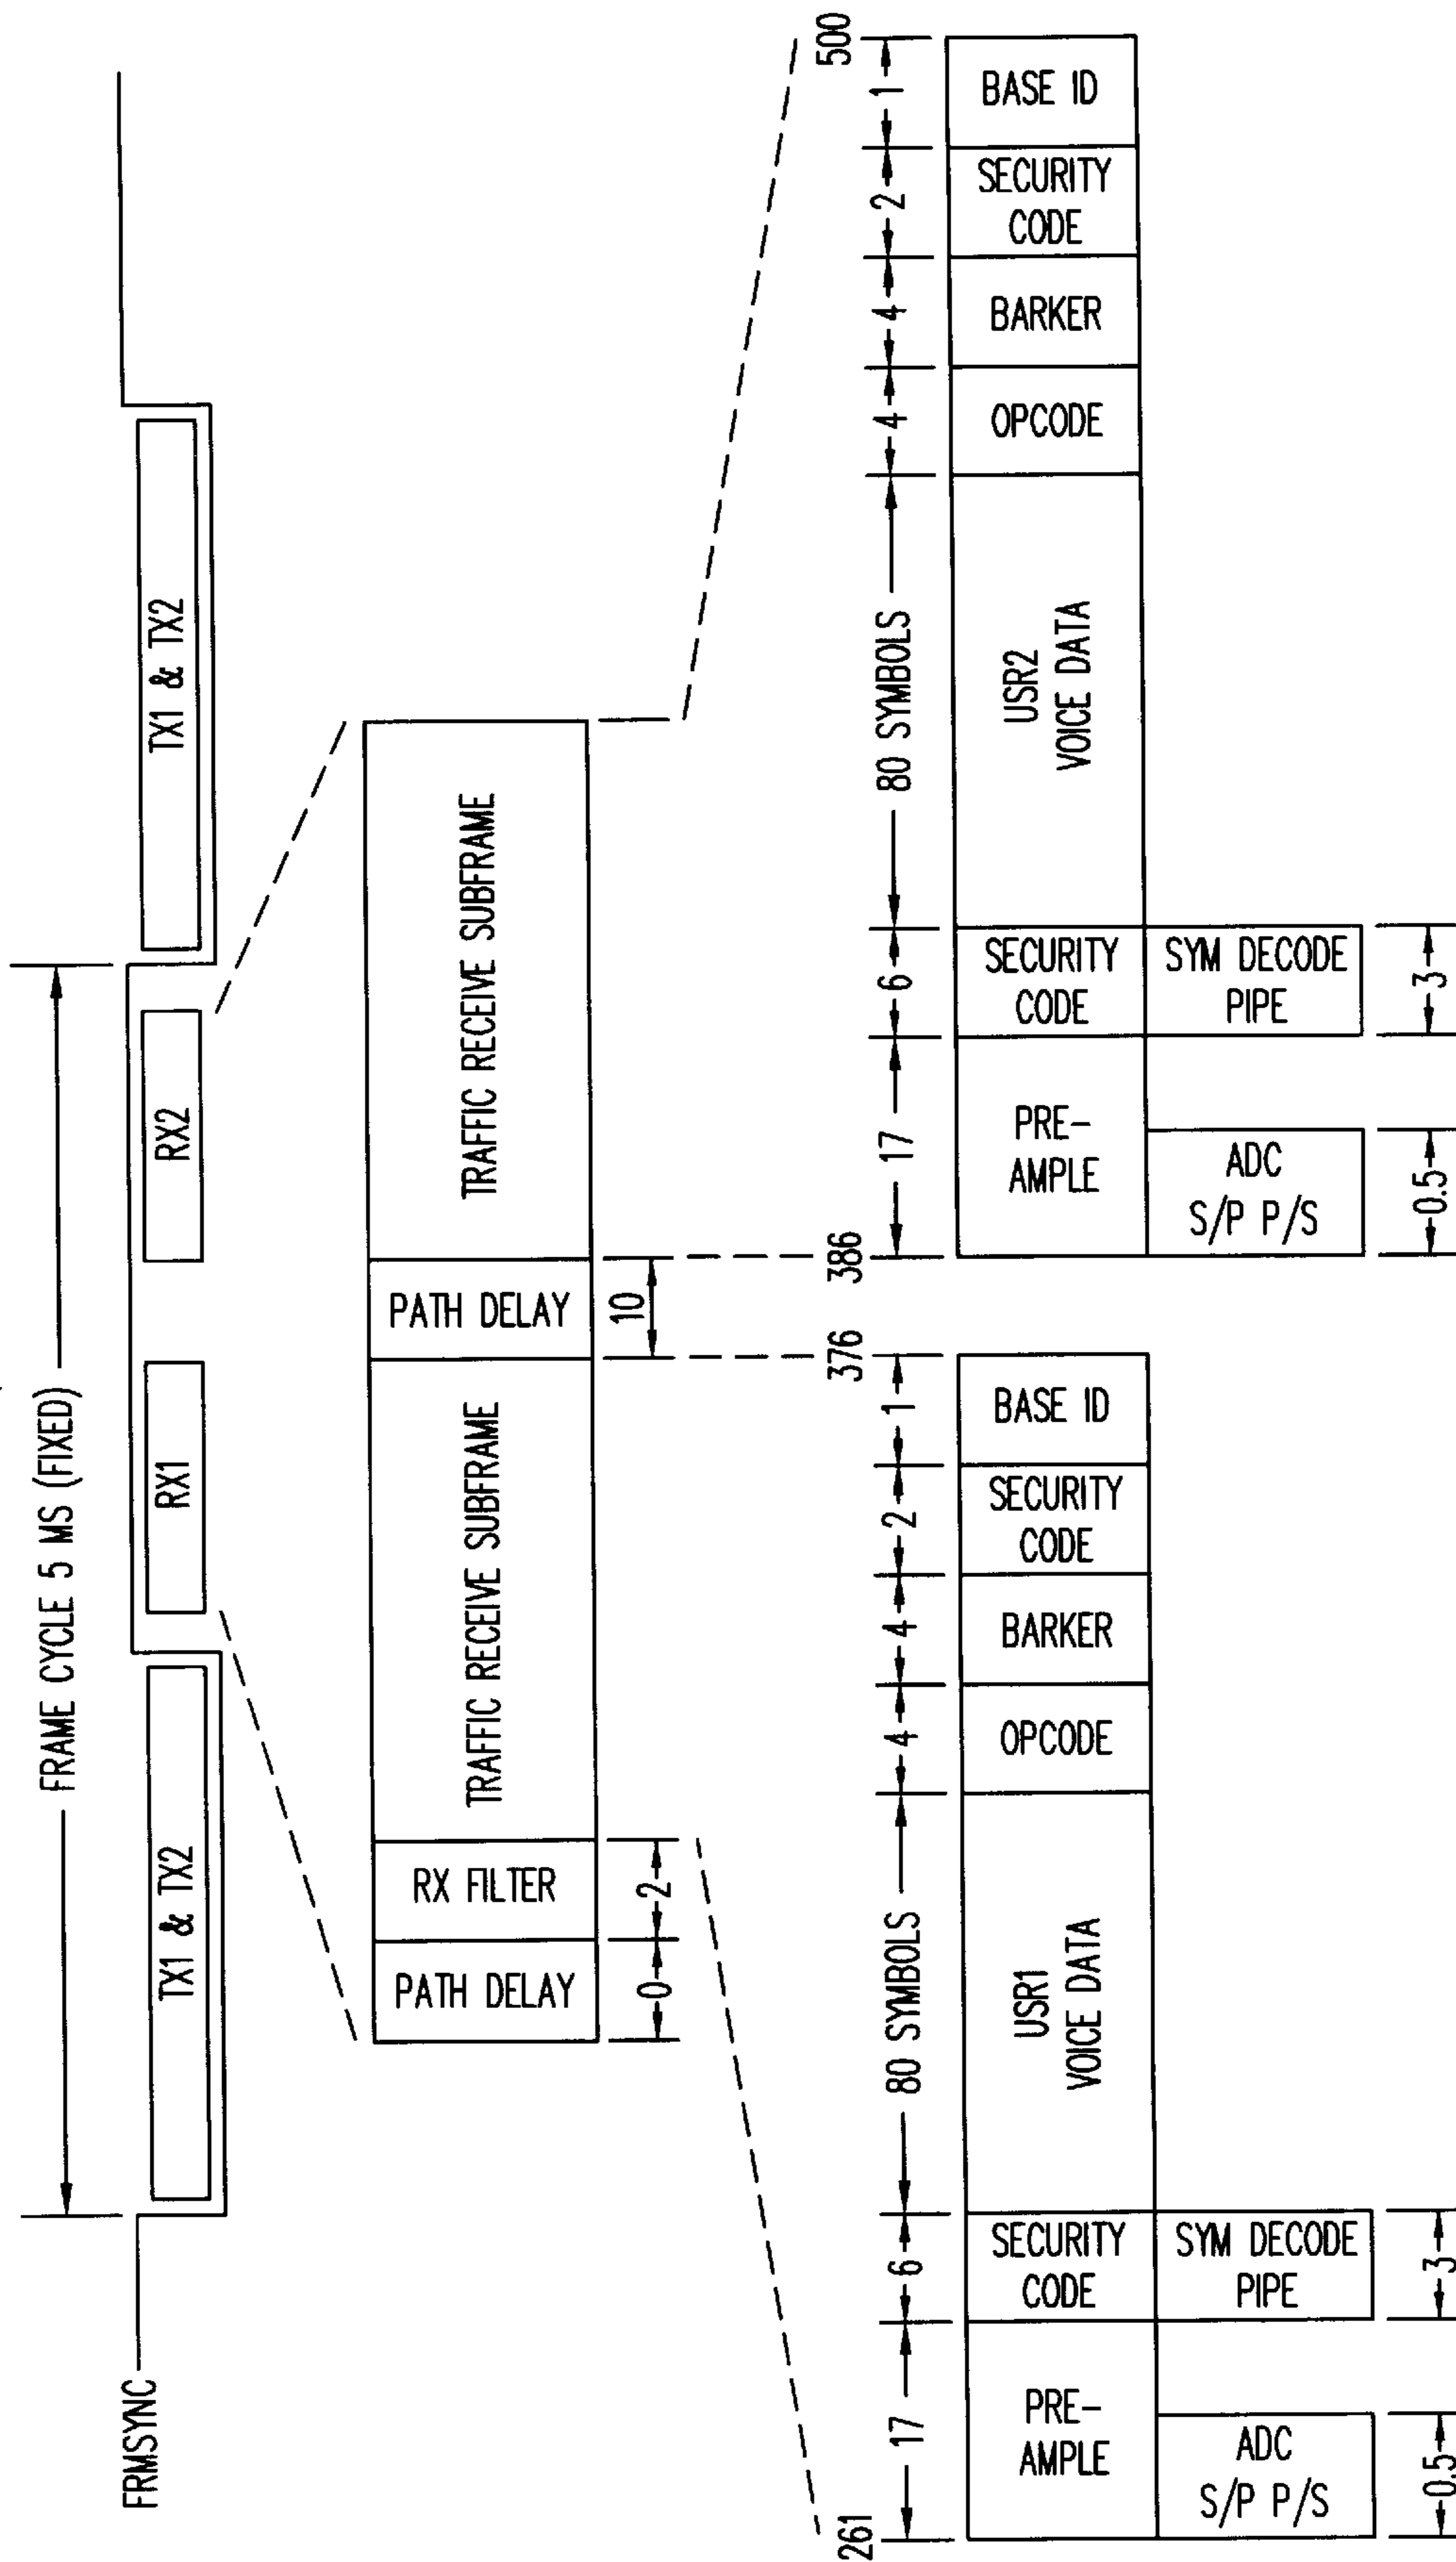 FRAME CYCLE 5 MS (FIXED)
FRMSYNC
TX1 & TX2
RX1
RX2
TX1 & TX2
PATH DELAY
RX FILTER
TRAFFIC RECEIVE SUBFRAME
PATH DELAY
TRAFFIC RECEIVE SUBFRAME
0
2
10
261
376
386
500
17
6
80 SYMBOLS
4
4
2
1
17
6
80 SYMBOLS
4
4
2
1
PRE-
AMPLE
SECURITY
CODE
USR1
VOICE DATA
OPCODE
BARKER
SECURITY
CODE
BASE ID
PRE-
AMPLE
SECURITY
CODE
USR2
VOICE DATA
OPCODE
BARKER
SECURITY
CODE
BASE ID
ADC
S/P P/S
SYM DECODE
PIPE
ADC
S/P P/S
SYM DECODE
PIPE
0.5
3
0.5
3